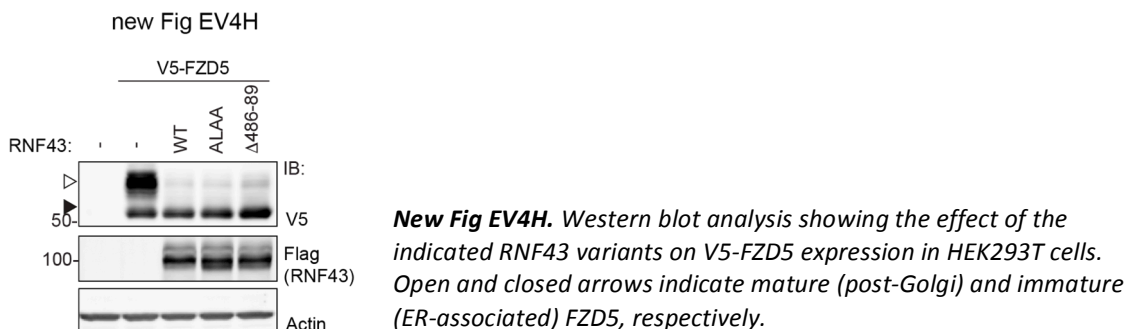 new Fig EV4H
V5-FZD5
RNF43: - - WT ALAA Δ486-89
IB:
50- V5
100- Flag
(RNF43)
Actin
New Fig EV4H. Western blot analysis showing the effect of the
indicated RNF43 variants on V5-FZD5 expression in HEK293T cells.
Open and closed arrows indicate mature (post-Golgi) and immature
(ER-associated) FZD5, respectively.